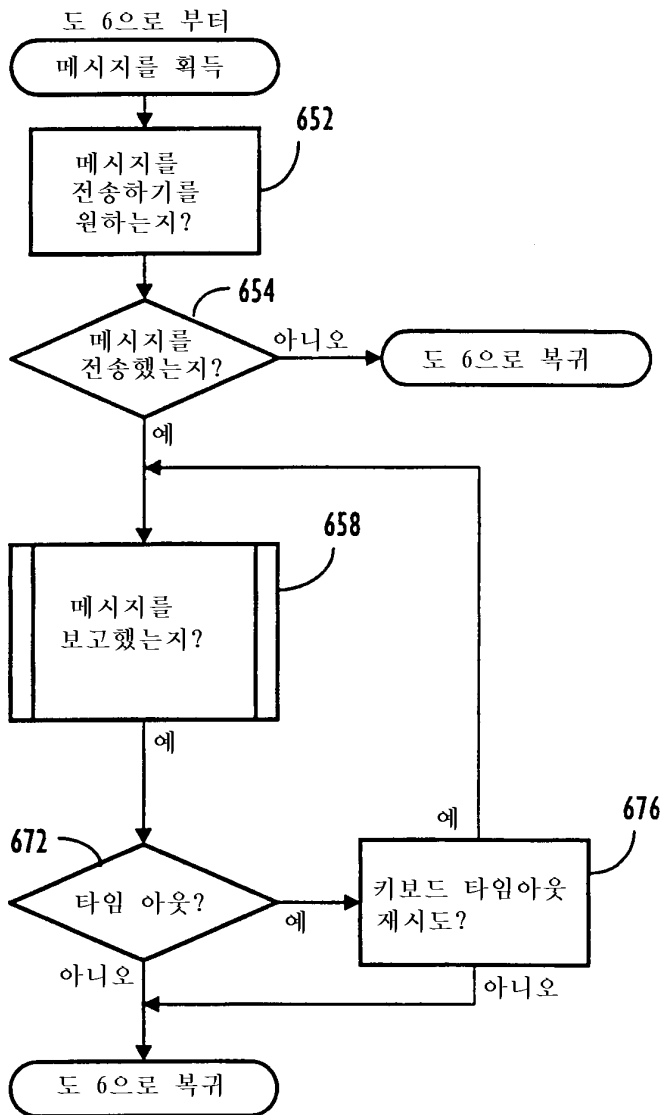 도 6으로 부터
메시지를 획득
652
메시지를
전송하기를
원하는지?
654
메시지를
전송했는지?
아니오
도 6으로 복귀
예
658
메시지를
보고했는지?
예
672
타임 아웃?
예
676
예
키보드 타임아웃
재시도?
아니오
아니오
도 6으로 복귀